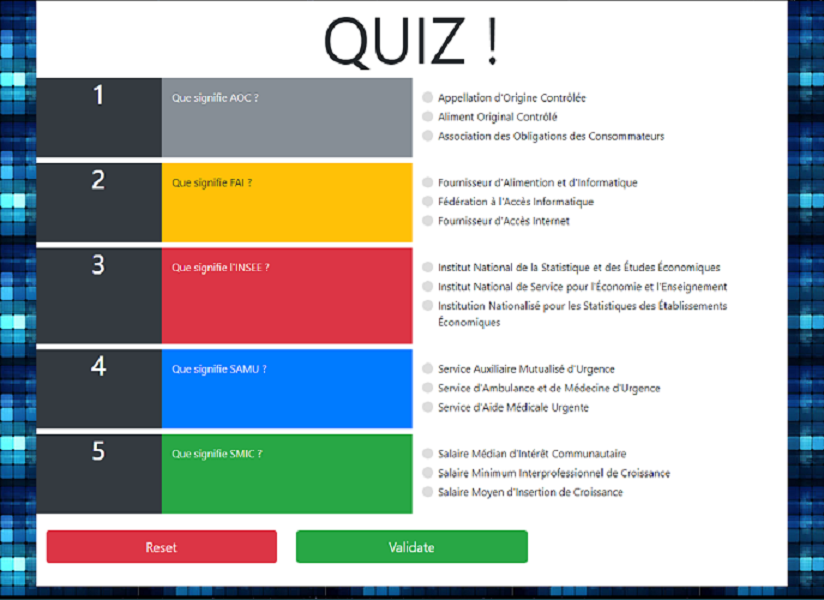 QUIZ !
1
Que signifie AOC ?
Appellation d'Origine Contrôlée
Aliment Original Contrôlé
Association des Obligations des Consommateurs
2
Que signifie FAI ?
Fournisseur d'Alimention et d'Informatique
Fédération à l'Accès Informatique
Fournisseur d'Accès Internet
3
Que signifie l'INSEE ?
Institut National de la Statistique et des Études Économiques
Institut National de Service pour l'Économie et l'Enseignement
Institution Nationalisé pour les Statistiques des Établissements
Économiques
4
Que signifie SAMU ?
Service Auxiliaire Mutualisé d'Urgence
Service d'Ambulance et de Médecine d'Urgence
Service d'Aide Médicale Urgente
5
Que signifie SMIC ?
Salaire Médian d'Intérêt Communautaire
Salaire Minimum Interprofessionnel de Croissance
Salaire Moyen d'Insertion de Croissance
Reset
Validate